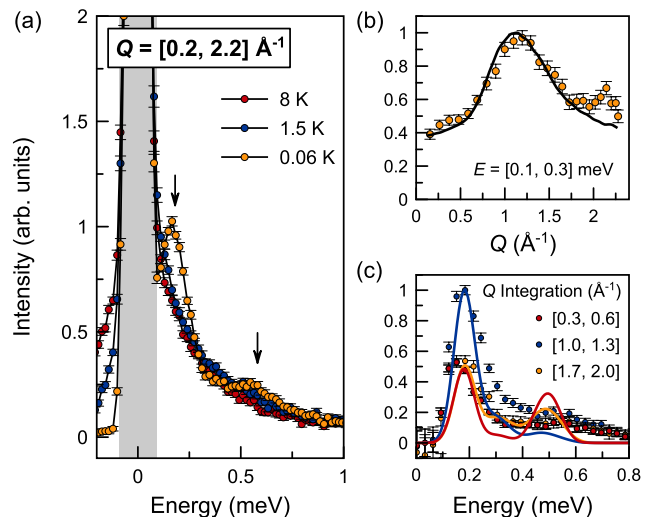 (a)
Q = [0.2, 2.2] Å-1
8 K
1.5 K
0.06 K
2
1.5
1
0.5
0
Intensity (arb. units)
0
0.5
1
Energy (meV)
(b)
1
0.8
0.6
0.4
0.2
0
E = [0.1, 0.3] meV
0
0.5
1
1.5
2
Q (Å-1)
(c)
Q Integration (Å-1)
[0.3, 0.6]
[1.0, 1.3]
[1.7, 2.0]
1
0.8
0.6
0.4
0.2
0
0
0.2
0.4
0.6
0.8
Energy (meV)